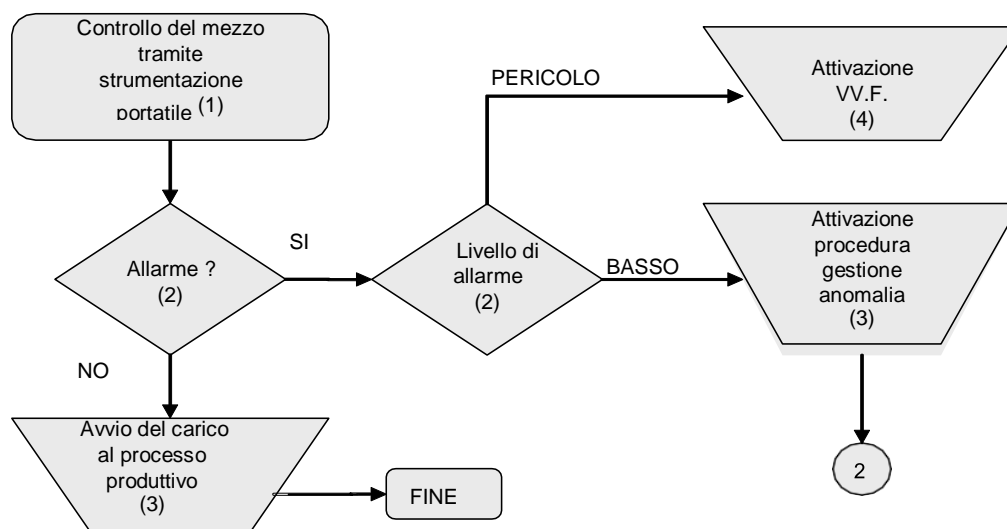 Controllo del mezzo
tramite
strumentazione
portatile (1)
PERICOLO
Attivazione
VV.F.
(4)
Allarme ?
(2)
SI
Livello di
allarme
(2)
BASSO
Attivazione
procedura
gestione
anomalia
(3)
NO
Avvio del carico
al processo
produttivo
(3)
FINE
2